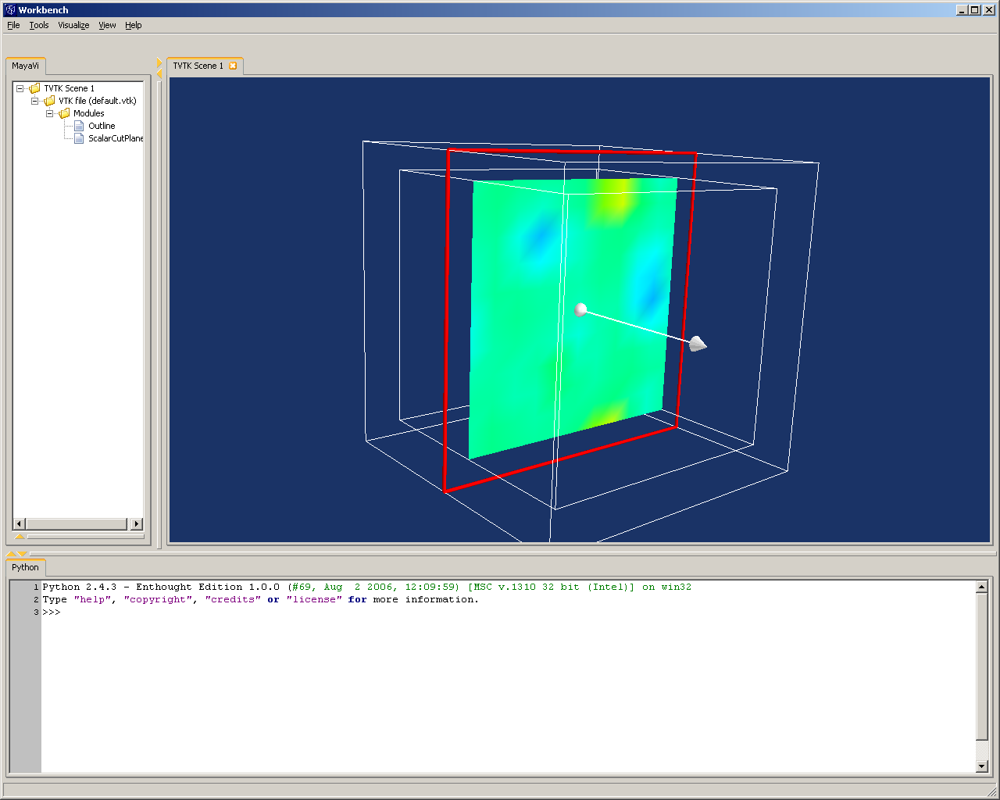 Workbench
File Tools Visualize View Help
MayaVi
TVTK Scene 1
TVTK Scene 1
VTK file (default.vtk)
Modules
Outline
ScalarCutPlane
Python
1 Python 2.4.3 - Enthought Edition 1.0.0 (#69, Aug  2 2006, 12:09:59) [MSC v.1310 32 bit (Intel)] on win32
2 Type "help", "copyright", "credits" or "license" for more information.
3 >>>